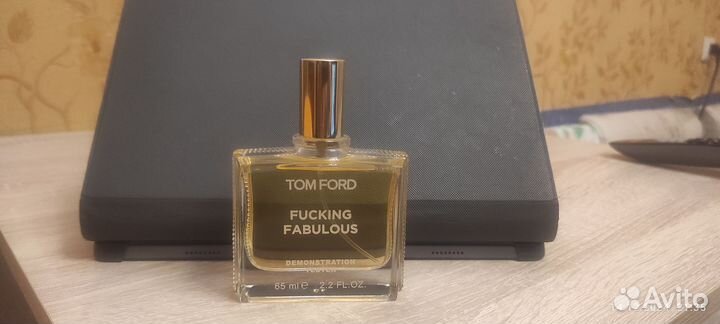 TOM FORD
FUCKING
FABULOUS
DEMONSTRATION
TESTER
65 ml e 2.2 FL.OZ.
Avito